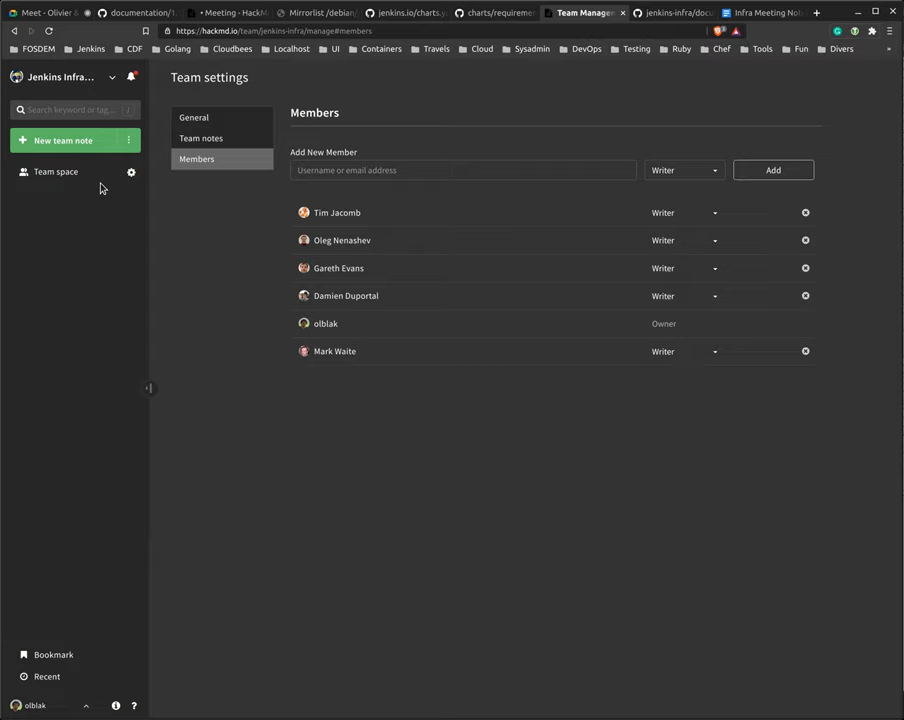 Meet - Olivier &
documentation/1.
• Meeting - HackM
Mirrorlist /debian/
jenkins.io/charts.y
charts/requiremen
Team Manage
jenkins-infra/docu
Infra Meeting Not
https://hackmd.io/team/jenkins-infra/manage#members
FOSDEM
Jenkins
CDF
Golang
Cloudbees
Localhost
UI
Containers
Travels
Cloud
Sysadmin
DevOps
Testing
Ruby
Chef
Tools
Fun
Divers
»
Jenkins Infra...
Search keyword or tag... /
New team note
Team space
Bookmark
Recent
olblak
Team settings
General
Team notes
Members
Members
Add New Member
Username or email address Writer Add
Tim Jacomb Writer
Oleg Nenashev Writer
Gareth Evans Writer
Damien Duportal Writer
olblak Owner
Mark Waite Writer